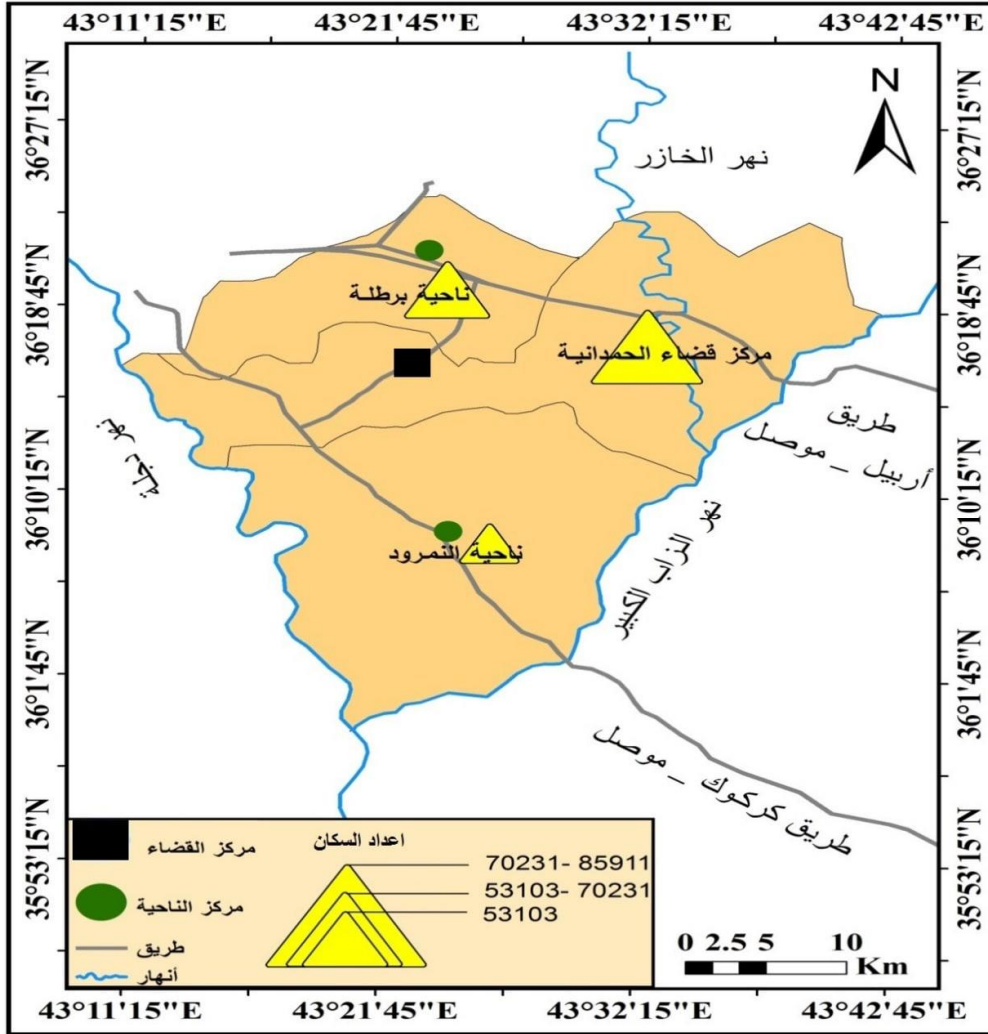 43°11'15"E 43°21'45"E 43°32'15"E 43°42'45"E
N
36°27'15"N
36°27'15"N
نهر الخازر
36°18'45"N
36°18'45"N
ناحية برطلة
مركز قضاء الحمدانية
نهر دجلة
طريق
أربيل _ موصل
36°10'15"N
36°10'15"N
ناحية النمرود
نهر الزاب الكبير
36°1'45"N
36°1'45"N
طريق كركوك _ موصل
35°53'15"N
35°53'15"N
مركز القضاء
مركز الناحية
طريق
أنهار
اعداد السكان
70231- 85911
53103- 70231
53103
0 2.5 5 10
Km
43°11'15"E 43°21'45"E 43°32'15"E 43°42'45"E